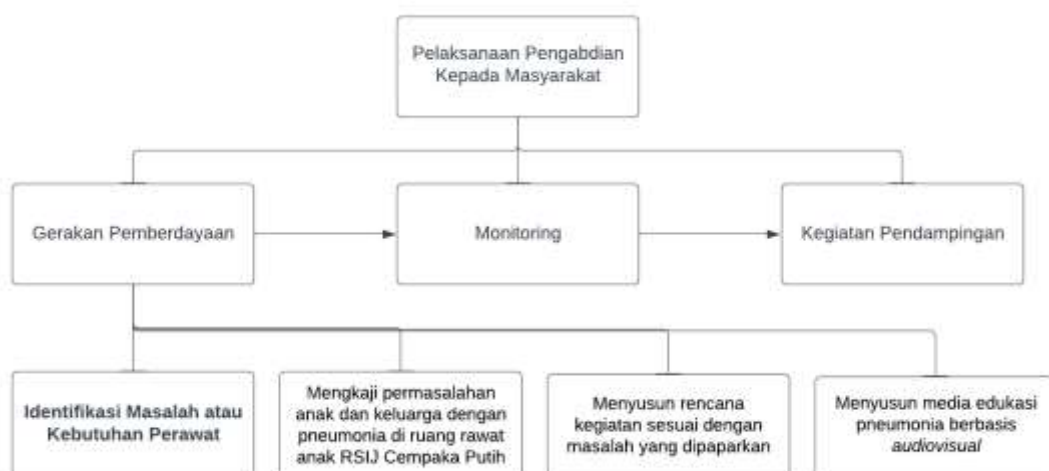 Pelaksanaan Pengabdian
Kepada Masyarakat
Gerakan Pemberdayaan
Monitoring
Kegiatan Pendampingan
Identifikasi Masalah atau
Kebutuhan Perawat
Mengkaji permasalahan
anak dan keluarga dengan
pneumonia di ruang rawat
anak RSIJ Cempaka Putih
Menyusun rencana
kegiatan sesuai dengan
masalah yang dipaparkan
Menyusun media edukasi
pneumonia berbasis
audiovisual